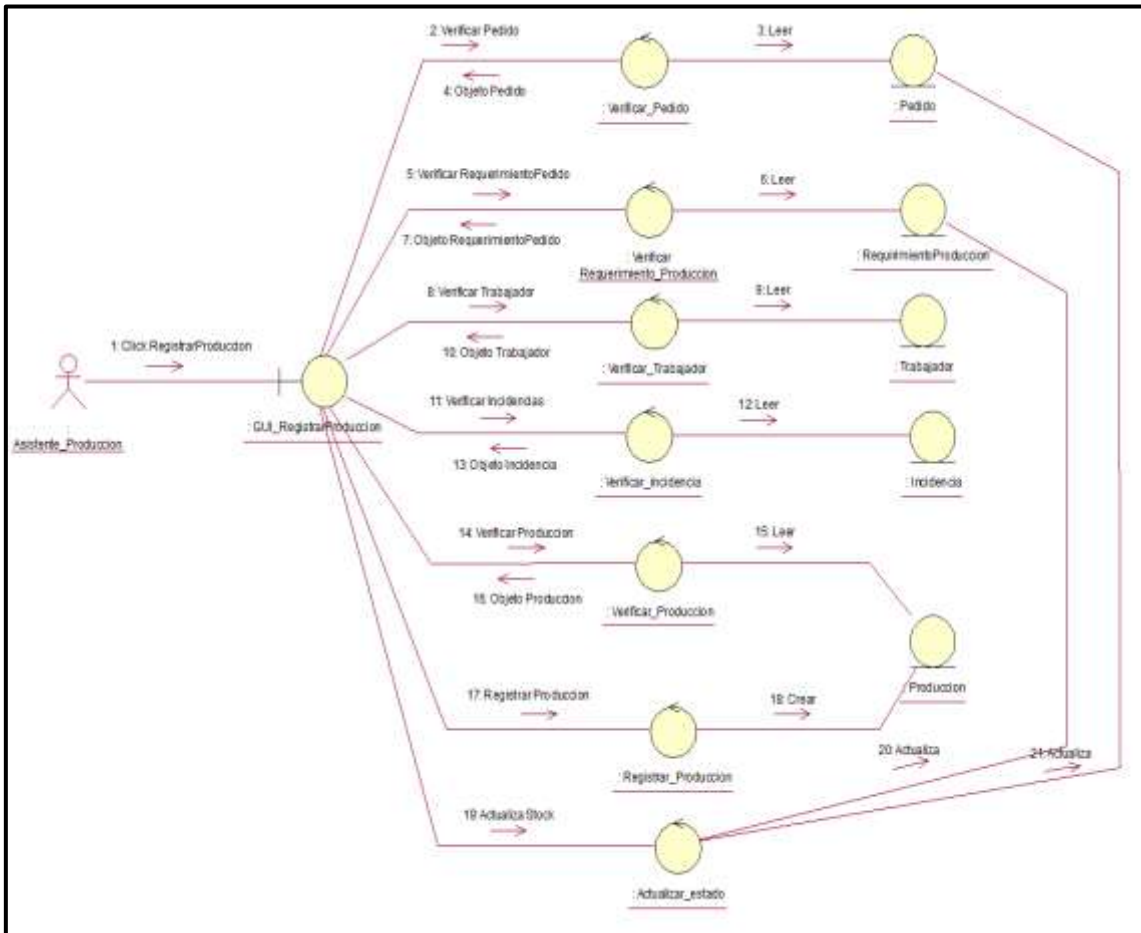 2: Verificar Pedido
3: Leer
4: Objeto Pedido
: Verificar_Pedido
: Pedido
5: Verificar RequerimientoPedido
6: Leer
7: Objeto RequerimientoPedido
Verificar
Requerimiento_Produccion
: RequirimientoProduccion
8: Verificar Trabajador
9: Leer
10: Objeto Trabajador
: Verificar_Trabajador
: Trabajador
1: Click RegistrarProduccion
Asistente_Produccion
: GUI_RegistrarProduccion
11: Verificar Incidencias
12: Leer
13: Objeto Incidencia
: Verificar_Incidencia
: Incidencia
14: Verificar Produccion
15: Leer
16: Objeto Produccion
: Verificar_Produccion
: Produccion
17: Registrar Produccion
18: Crear
: Registrar_Produccion
20: Actualiza
21: Actualiza
19: Actualiza Stock
: Actualizar_estado